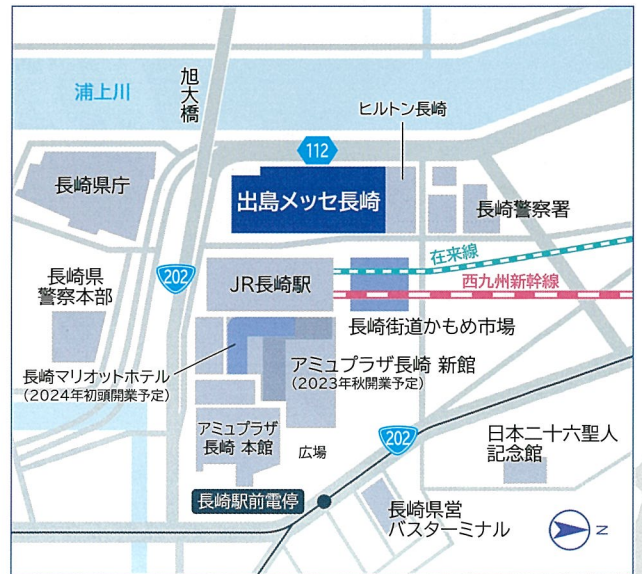 浦上川
旭大橋
ヒルトン長崎
112
長崎県庁
出島メッセ長崎
長崎警察署
在来線
長崎県
警察本部
202
JR長崎駅
西九州新幹線
長崎街道かもめ市場
長崎マリオットホテル
(2024年初頭開業予定)
アミュプラザ長崎 新館
(2023年秋開業予定)
アミュプラザ
長崎 本館
広場
202
日本二十六聖人
記念館
長崎駅前電停
長崎県営
バスターミナル
N